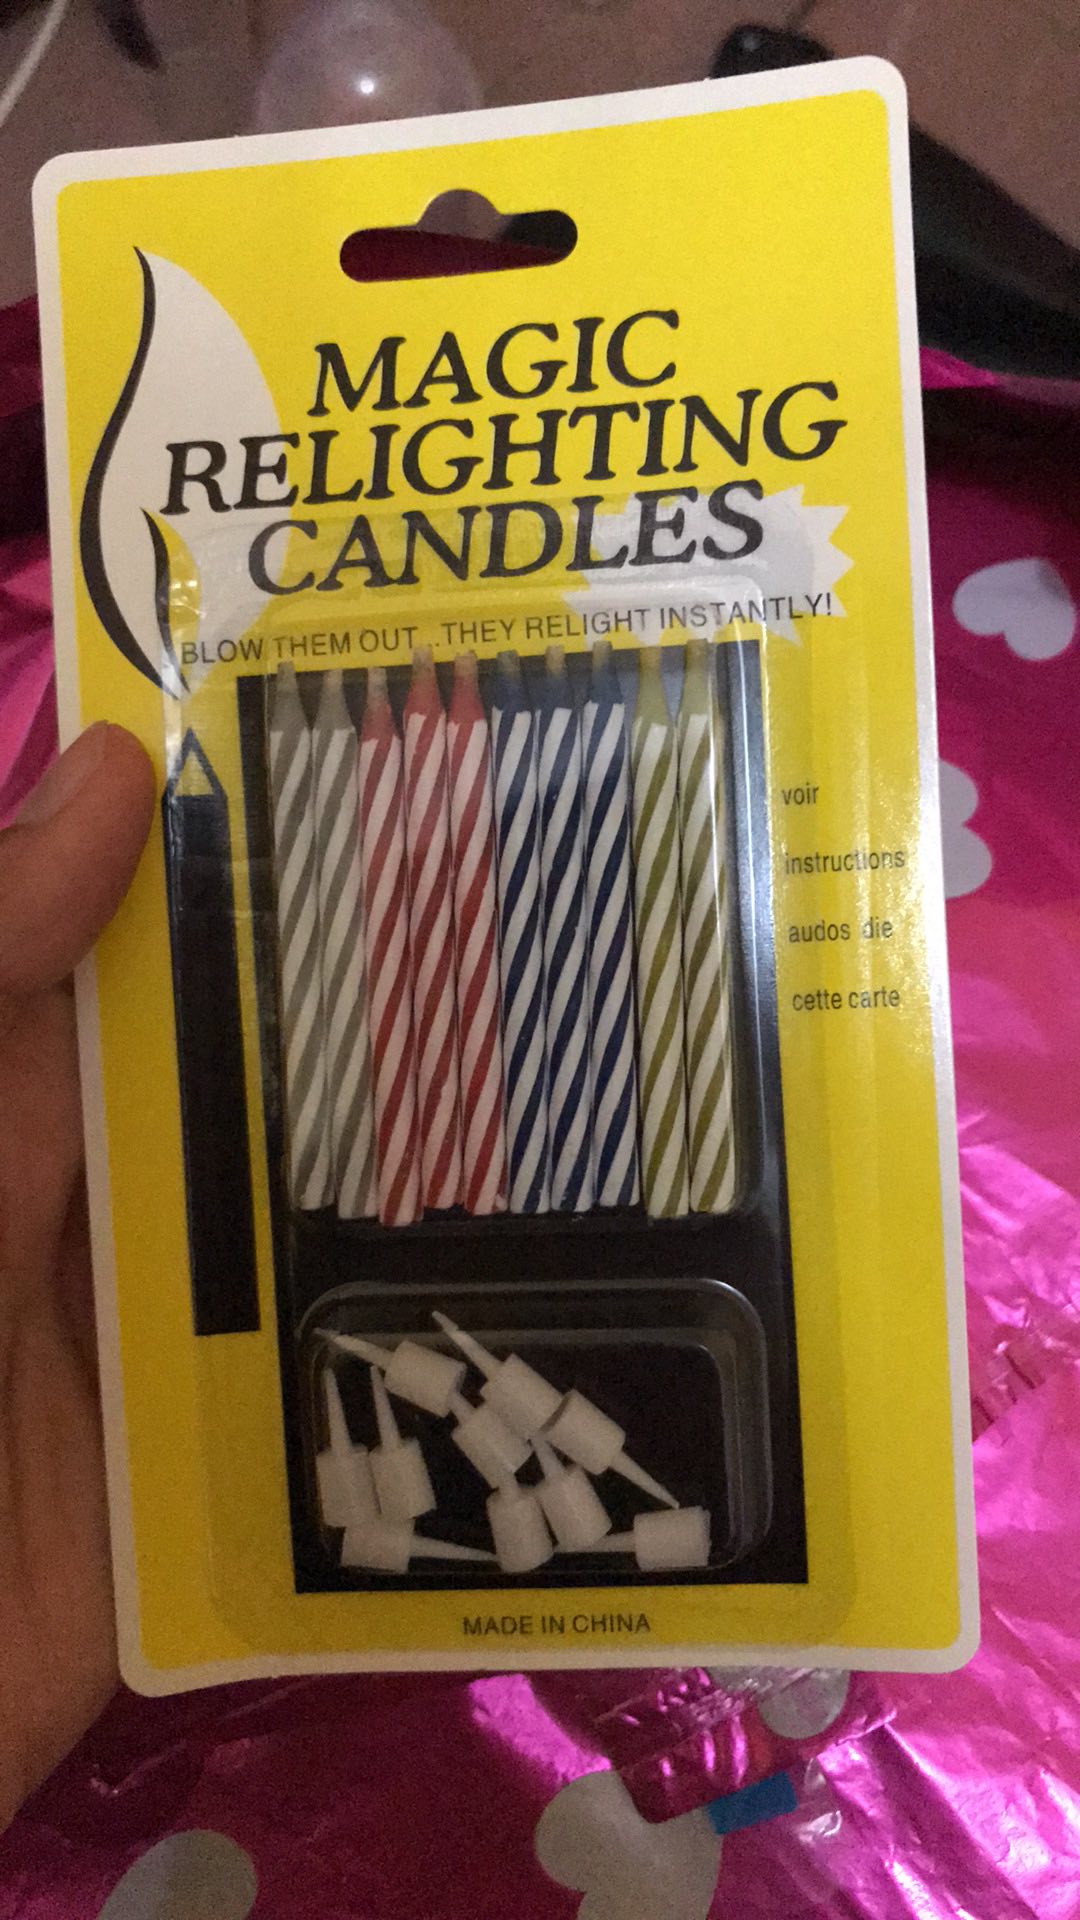 MAGIC
RELIGHTING
CANDLES
BLOW THEM OUT...THEY RELIGHT INSTANTLY!
voir
instructions
audos die
cette carte
MADE IN CHINA